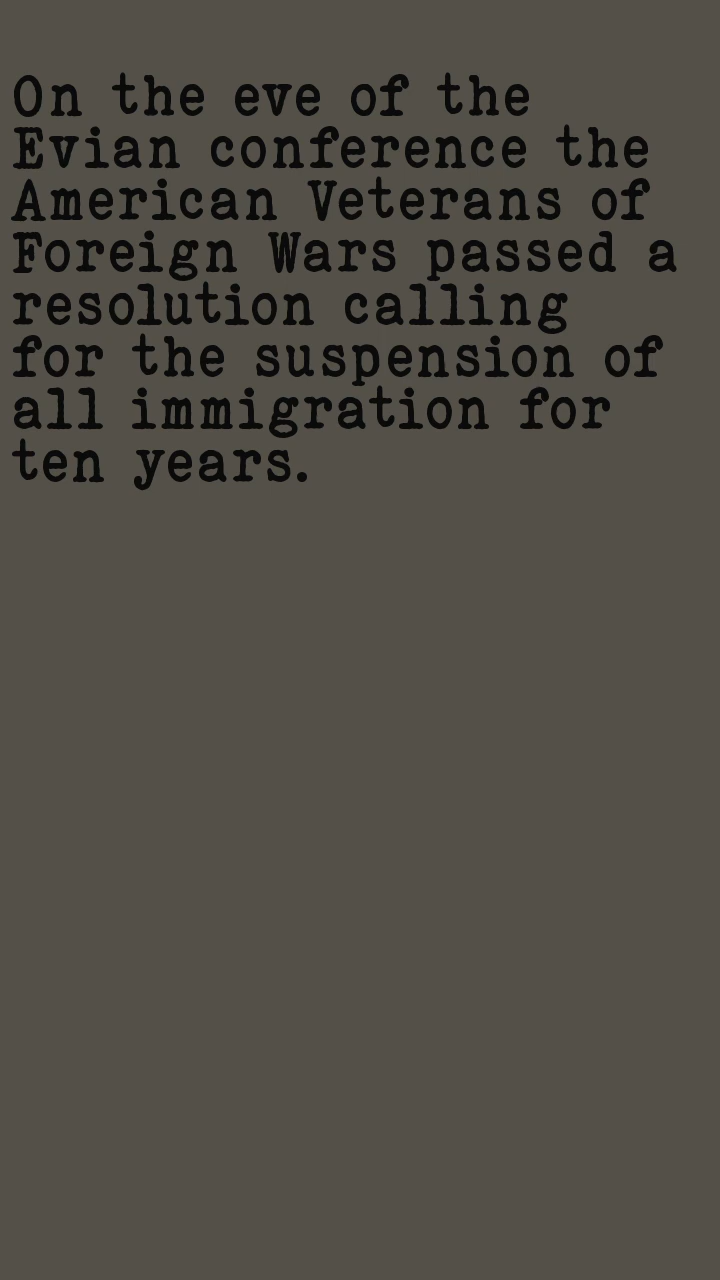 On the eve of the
Evian conference the
American Veterans of
Foreign Wars passed a
resolution calling
for the suspension of
all immigration for
ten years.